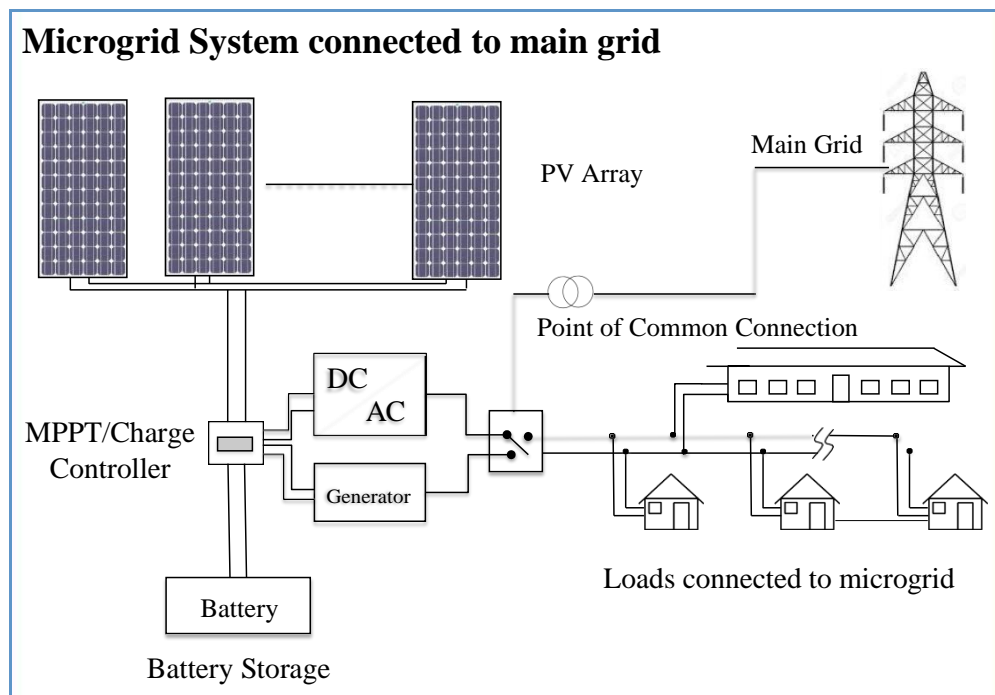 Microgrid System connected to main grid
Main Grid
PV Array
Point of Common Connection
DC
AC
MPPT/Charge
Controller
Generator
Loads connected to microgrid
Battery
Battery Storage